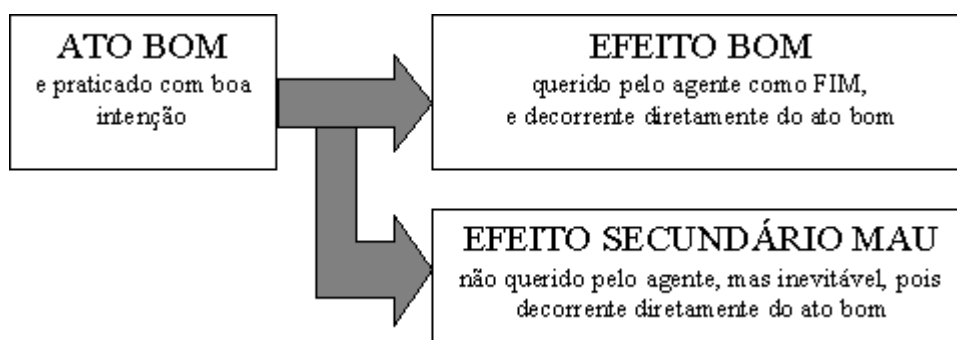 ATO BOM
e praticado com boa
intenção
EFEITO BOM
querido pelo agente como FIM,
e decorrente diretamente do ato bom
EFEITO SECUNDÁRIO MAU
não querido pelo agente, mas inevitável, pois
decorrente diretamente do ato bom